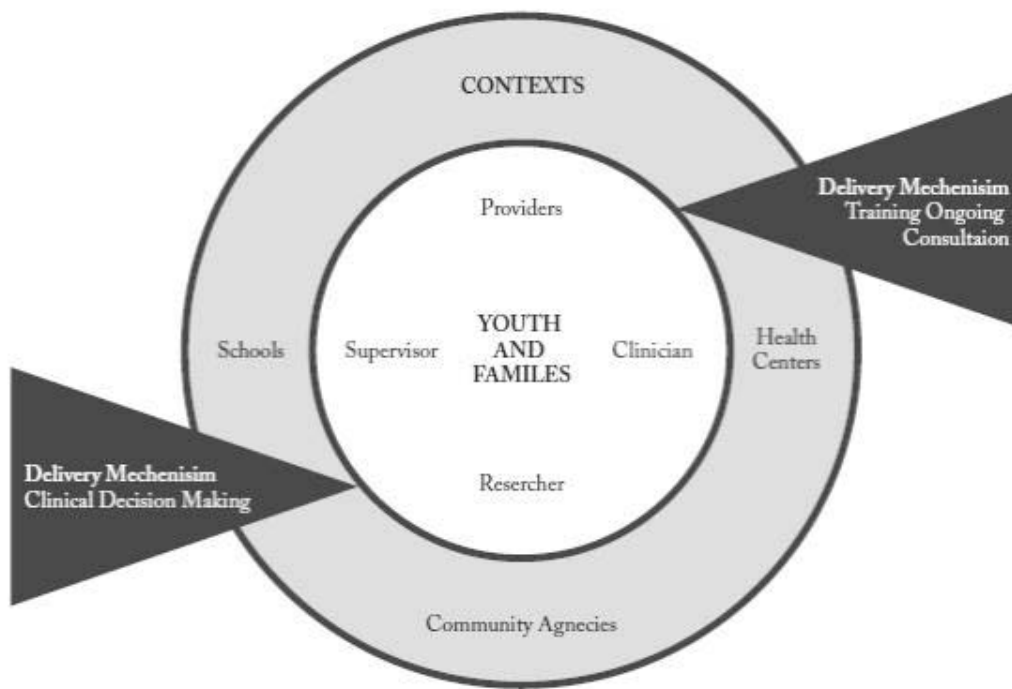 CONTEXTS
Delivery Mechenisim
Training Ongoing
Consultaion
Providers
Schools
Supervisor
YOUTH
AND
FAMILES
Clinician
Health
Centers
Delivery Mechenisim
Clinical Decision Making
Resercher
Community Agnecies